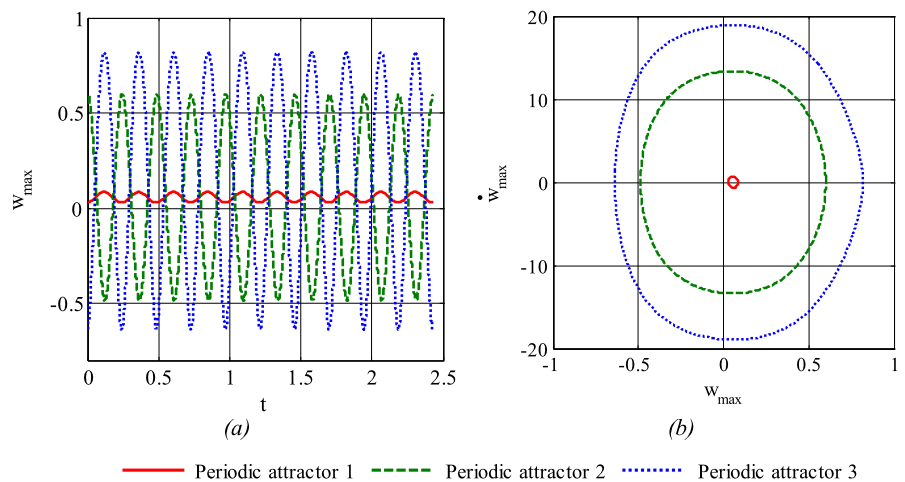 1
0.5
0
-0.5
w_max
0 0.5 1 1.5 2 2.5
t
(a)
20
10
0
-10
-20
ẇ_max
-1 -0.5 0 0.5 1
w_max
(b)
Periodic attractor 1 Periodic attractor 2 Periodic attractor 3